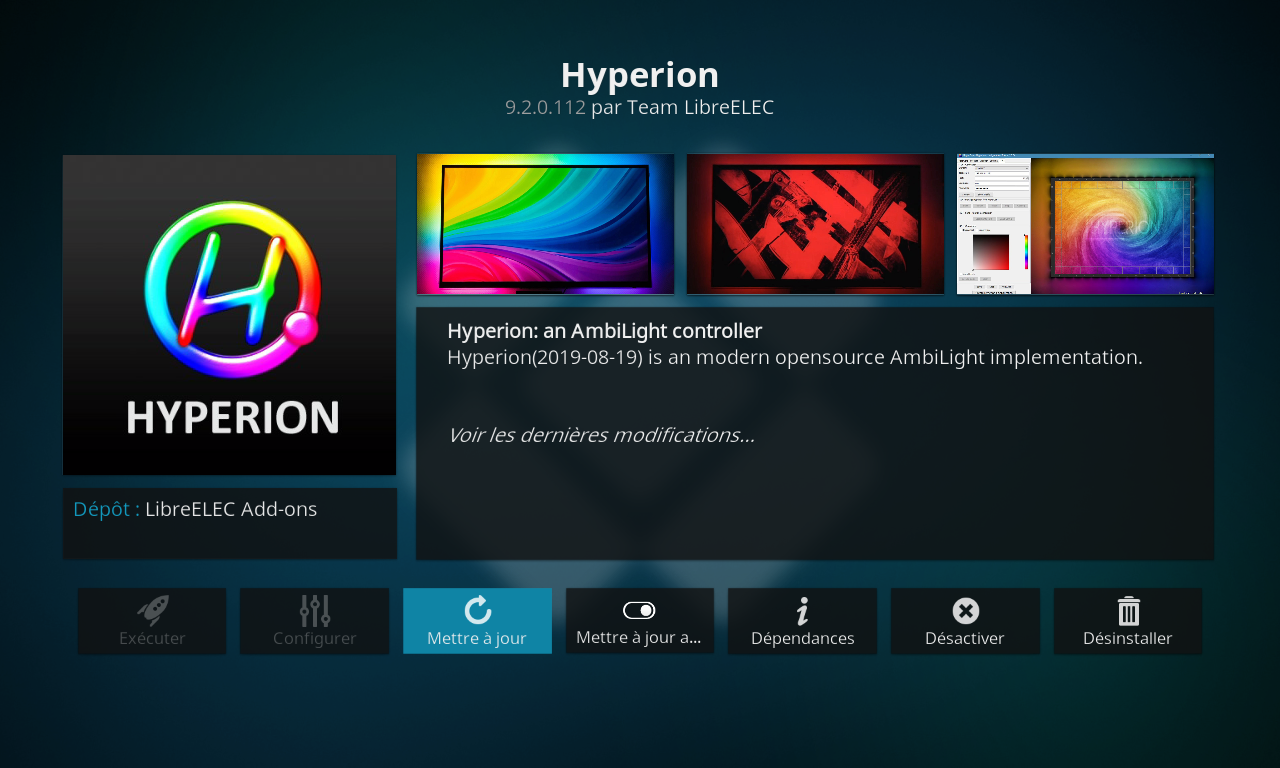 Hyperion
9.2.0.112 par Team LibreELEC
HYPERION
Hyperion: an AmbiLight controller
Hyperion(2019-08-19) is an modern opensource AmbiLight implementation.
Voir les dernières modifications...
Dépôt : LibreELEC Add-ons
Exécuter
Configurer
Mettre à jour
Mettre à jour a...
Dépendances
Désactiver
Désinstaller